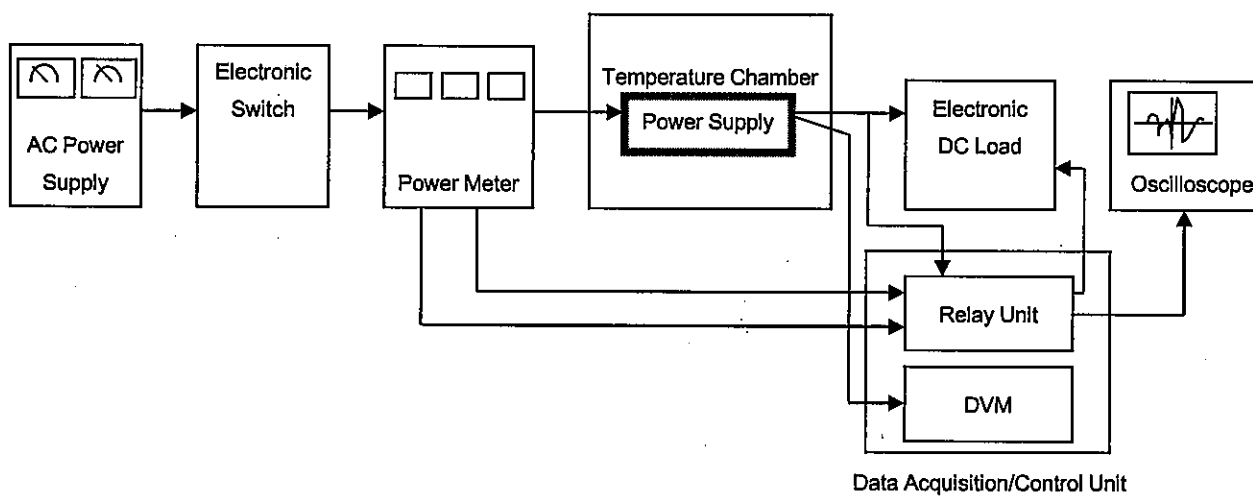 AC Power
Supply
Electronic
Switch
Power Meter
Temperature Chamber
Power Supply
Electronic
DC Load
Oscilloscope
Relay Unit
DVM
Data Acquisition/Control Unit